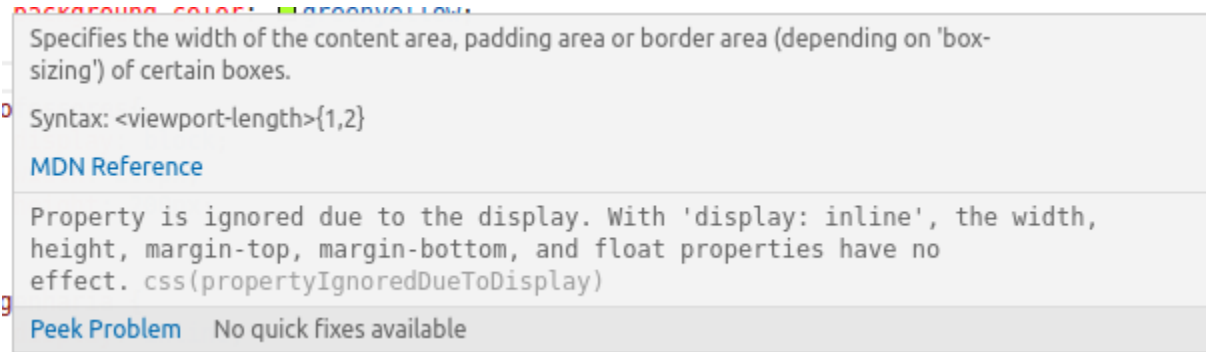 background-color: greenyellow;
Specifies the width of the content area, padding area or border area (depending on 'box-
sizing') of certain boxes.
Syntax: <viewport-length>{1,2}
MDN Reference
Property is ignored due to the display. With 'display: inline', the width,
height, margin-top, margin-bottom, and float properties have no
effect. css(propertyIgnoredDueToDisplay)
Peek Problem No quick fixes available